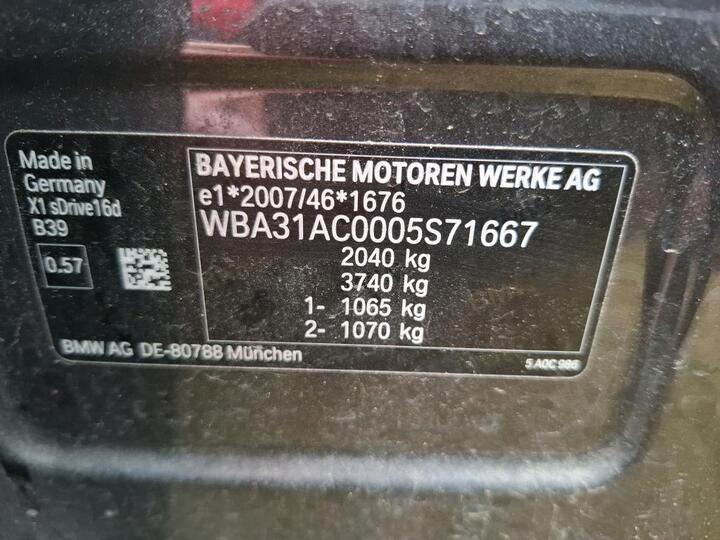 Made in
Germany
X1 sDrive16d
B39
0.57
BAYERISCHE MOTOREN WERKE AG
e1*2007/46*1676
WBA31AC0005S71667
2040 kg
3740 kg
1- 1065 kg
2- 1070 kg
BMW AG DE-80788 München
5 A0C 986